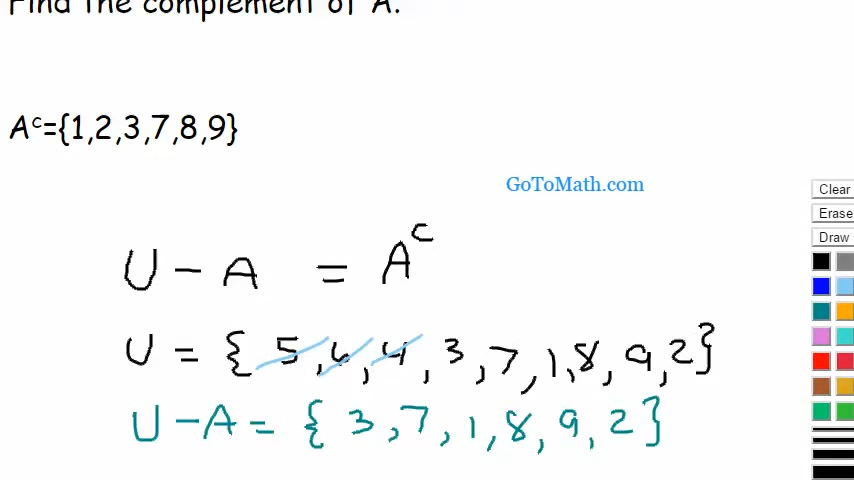 Find the complement of A.
Aᶜ={1,2,3,7,8,9}
GoToMath.com
Clear
Erase
Draw
U - A = Aᶜ
U = { 5, 6, 4, 3, 7, 1, 8, 9, 2}
U - A = { 3, 7, 1, 8, 9, 2}